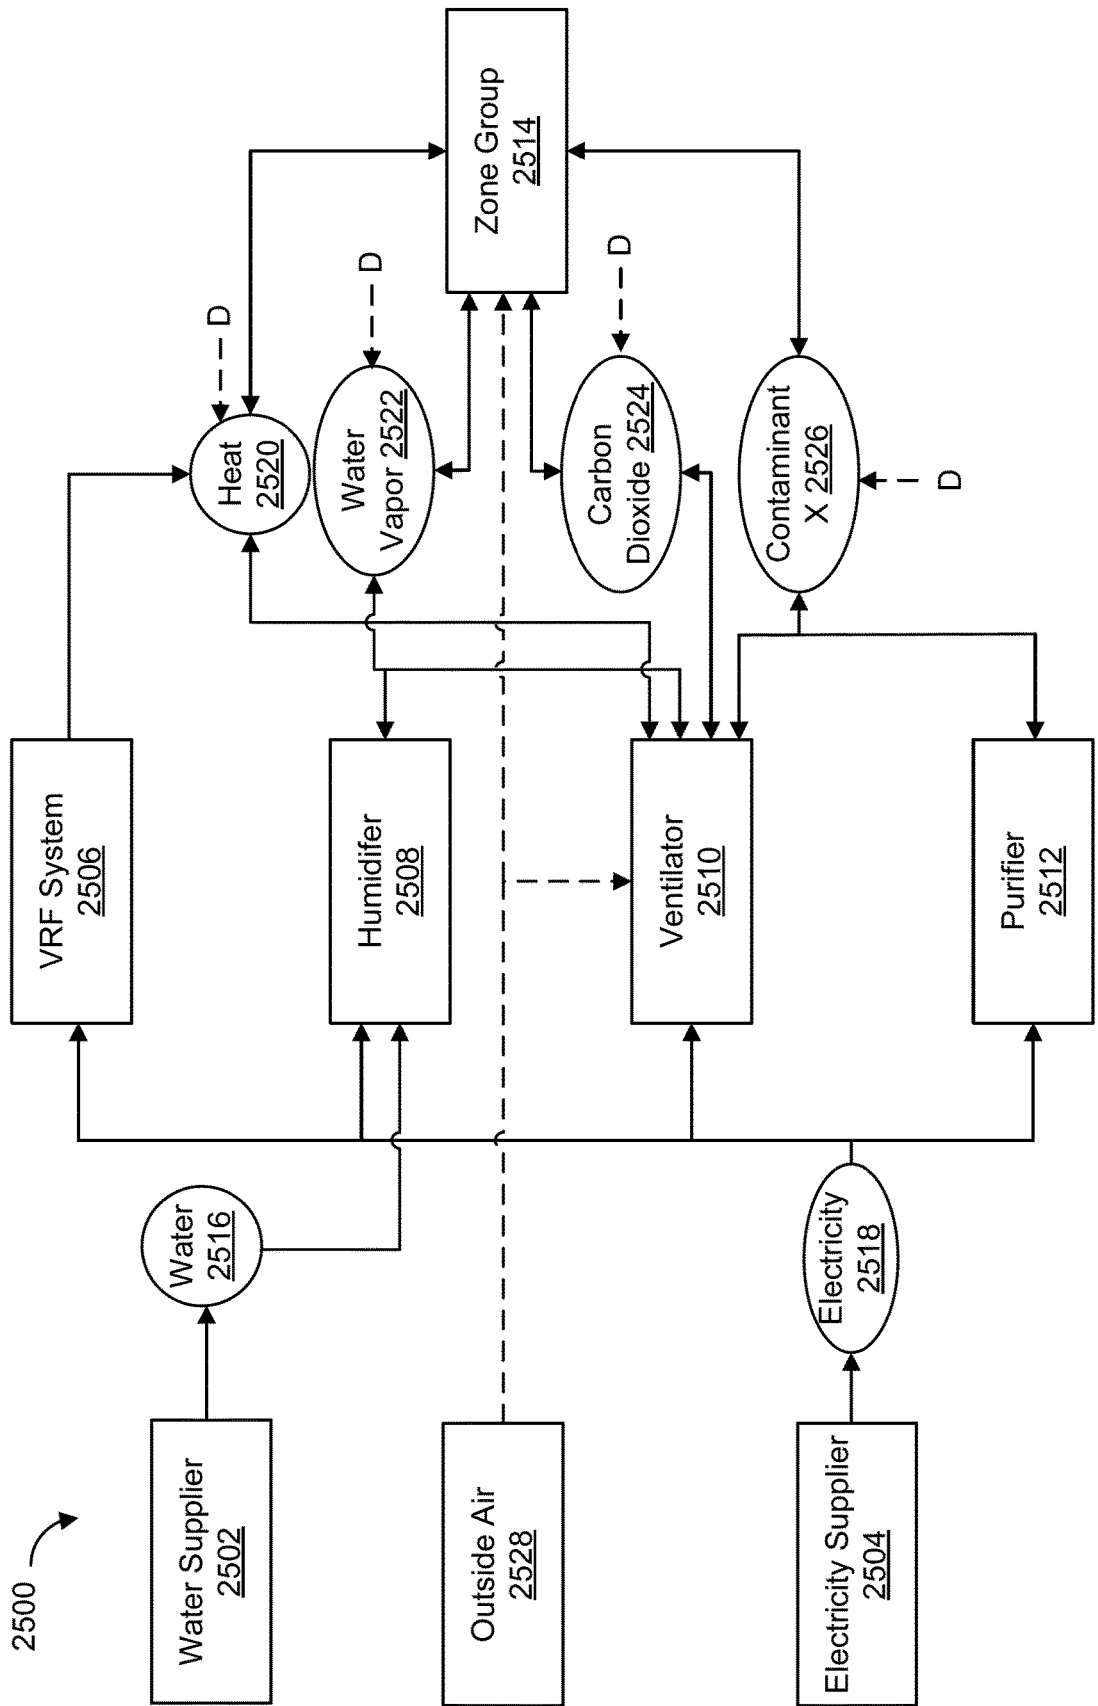 2500
Water Supplier
2502
Outside Air
2528
Electricity Supplier
2504
Water
2516
Electricity
2518
VRF System
2506
Humidifer
2508
Ventilator
2510
Purifier
2512
Heat
2520
D
Water
Vapor 2522
D
Carbon
Dioxide 2524
D
Contaminant
X 2526
D
Zone Group
2514